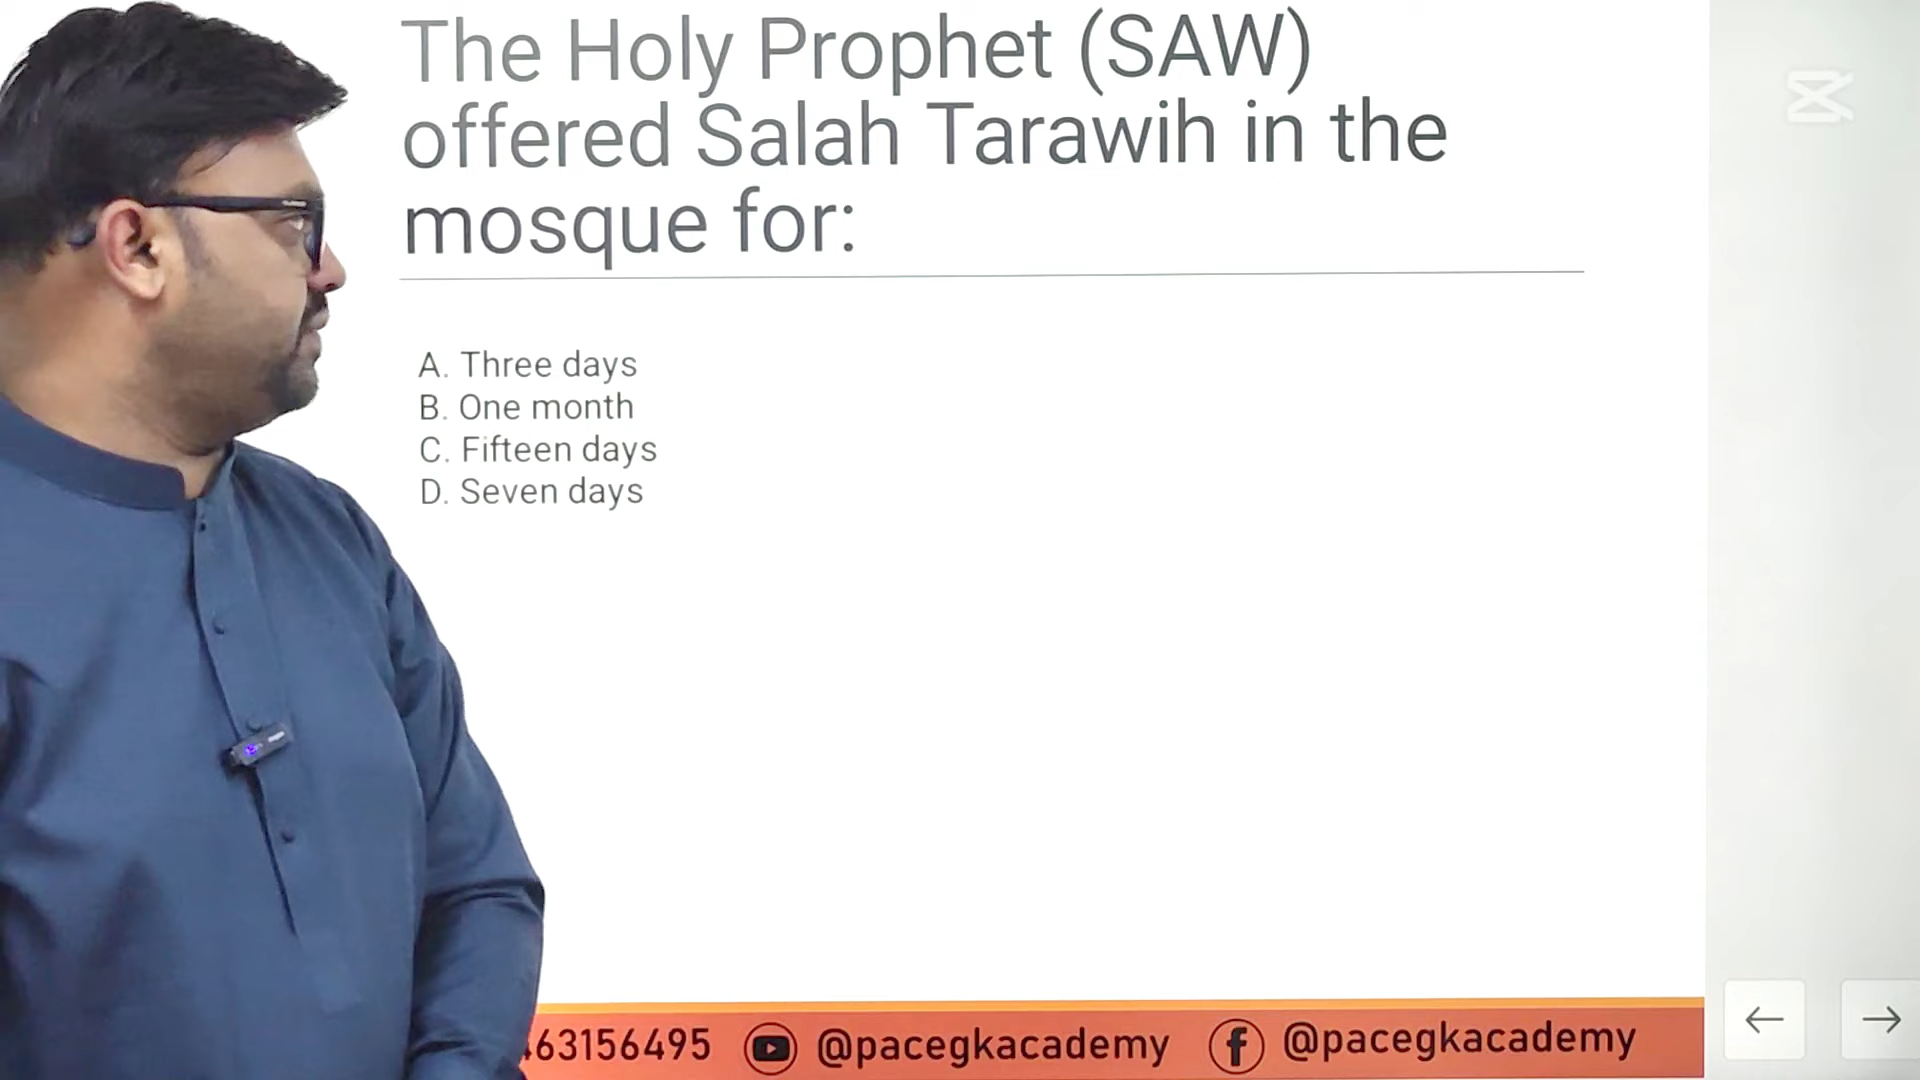 The Holy Prophet (SAW)
offered Salah Tarawih in the
mosque for:
A. Three days
B. One month
C. Fifteen days
D. Seven days
463156495 @pacegkacademy @pacegkacademy